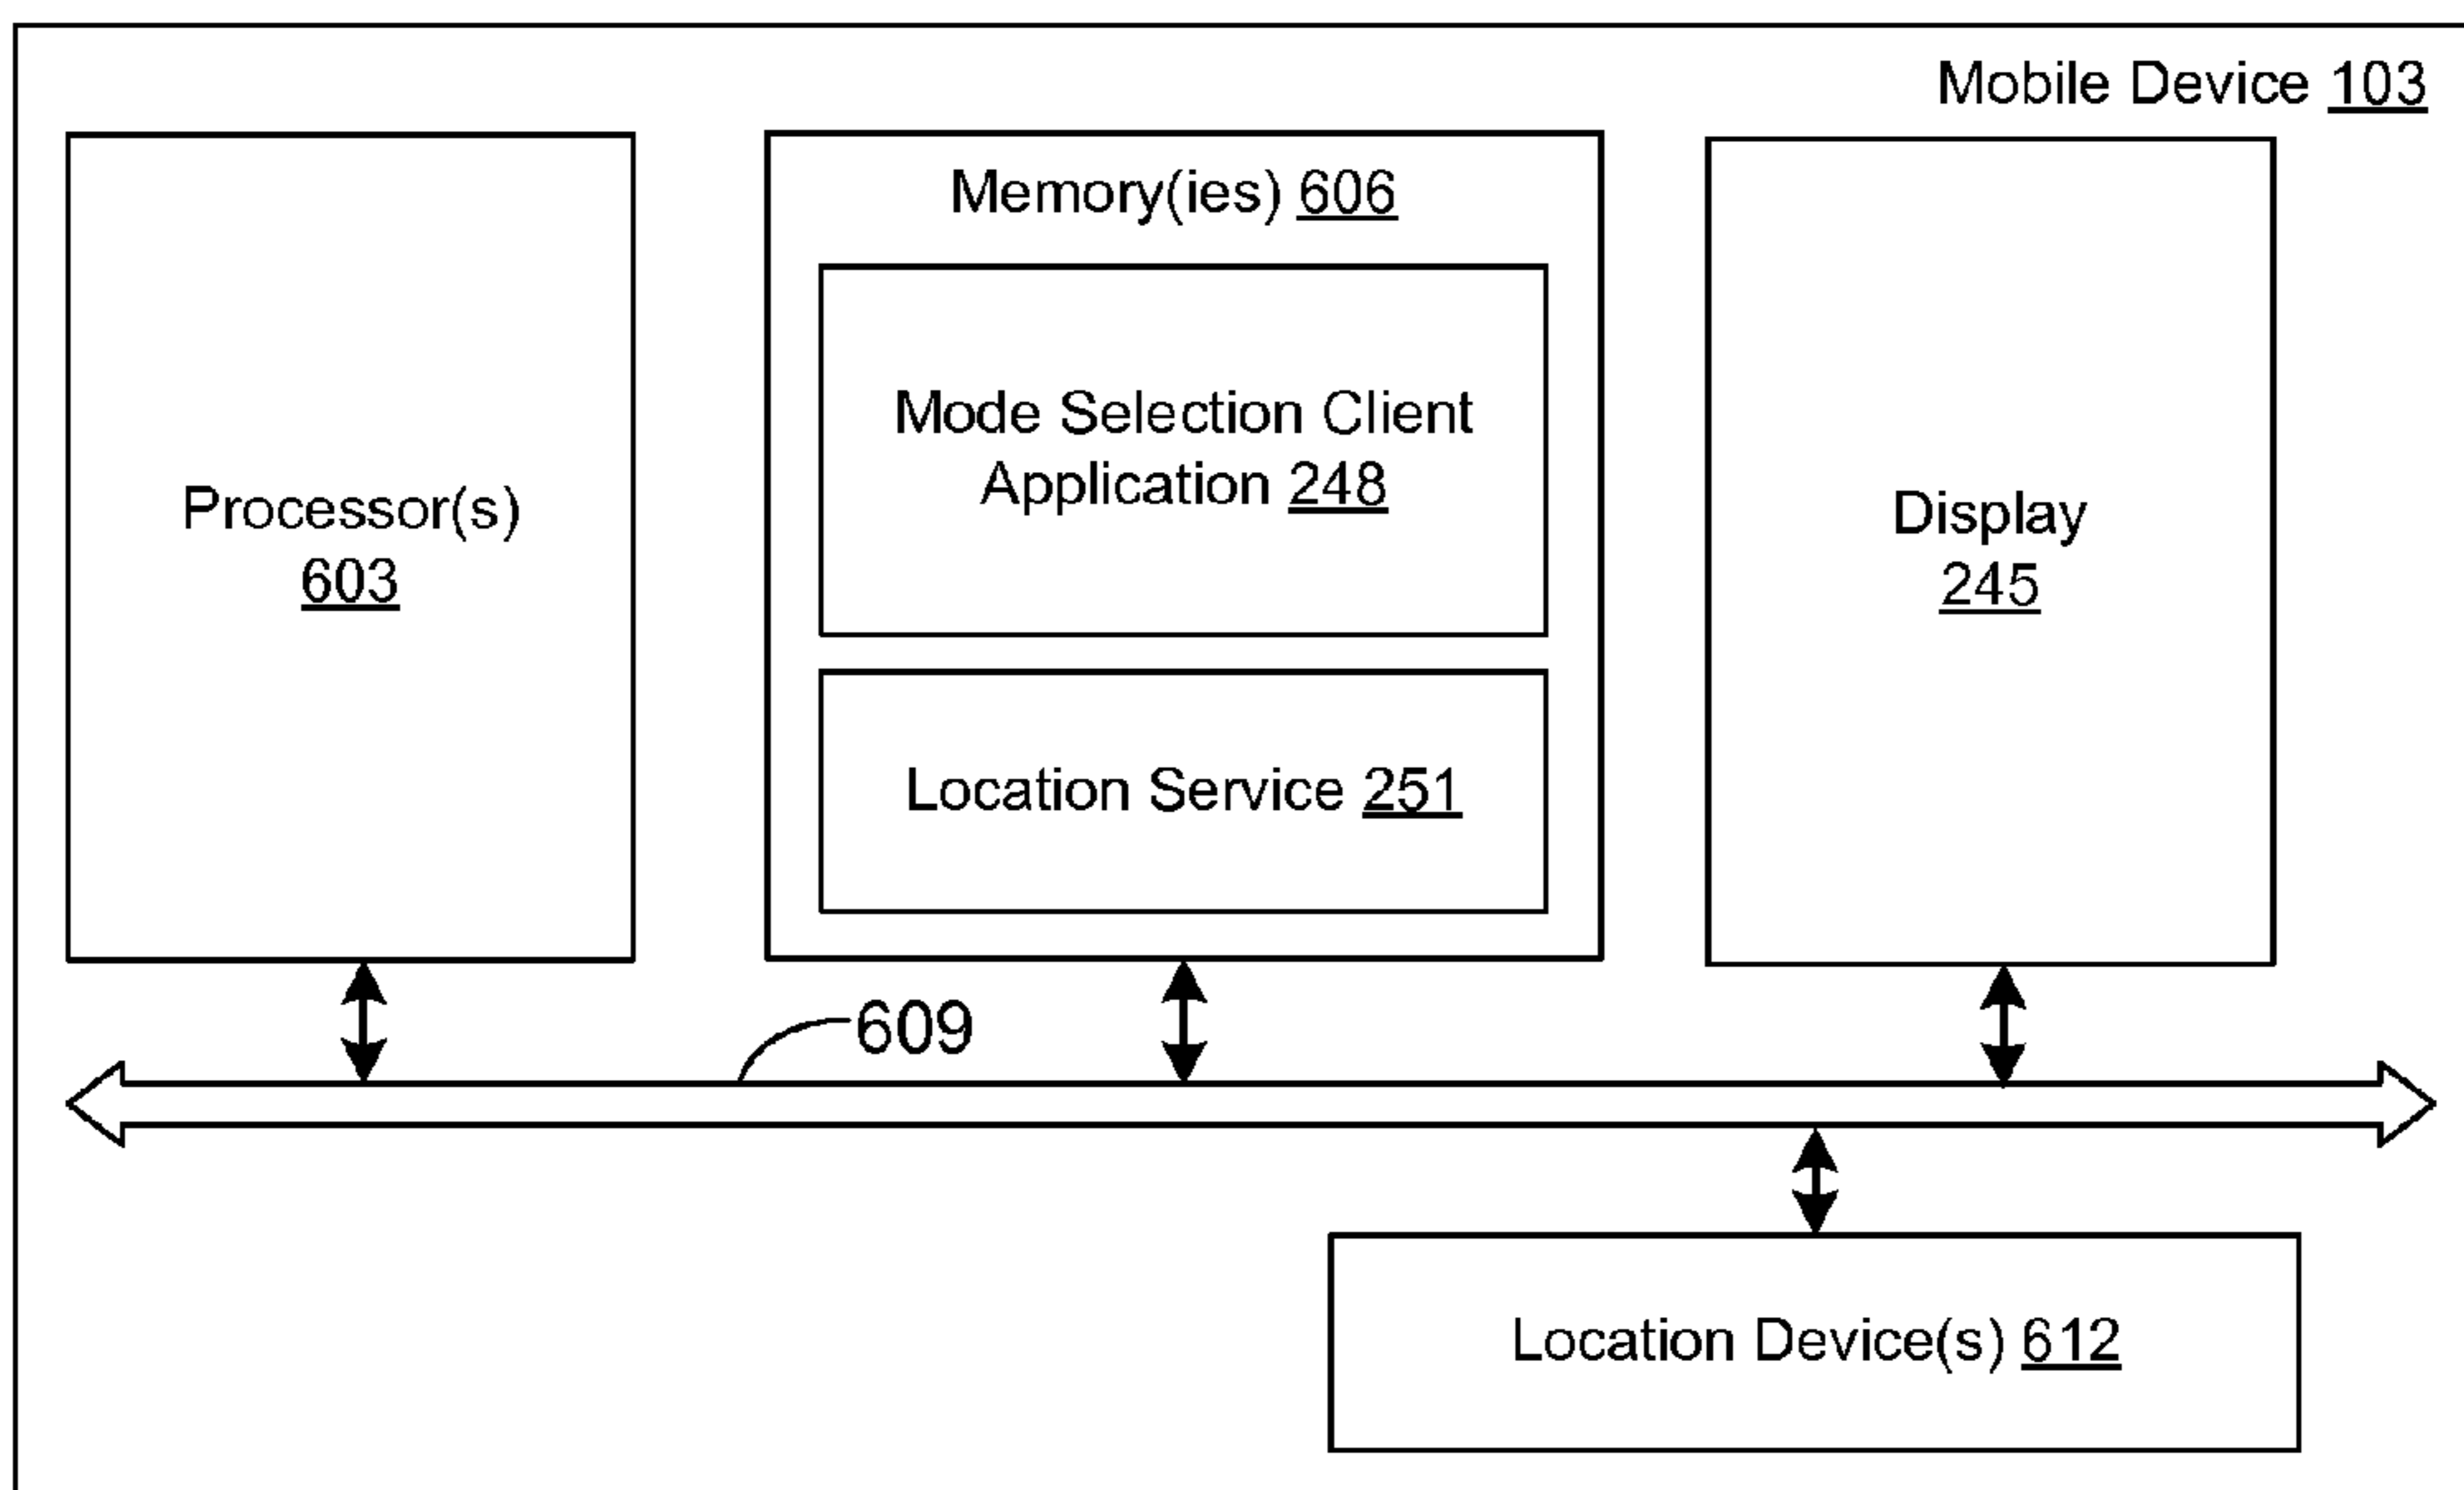 Mobile Device 103
Processor(s)
603
Memory(ies) 606
Mode Selection Client
Application 248
Location Service 251
Display
245
609
Location Device(s) 612